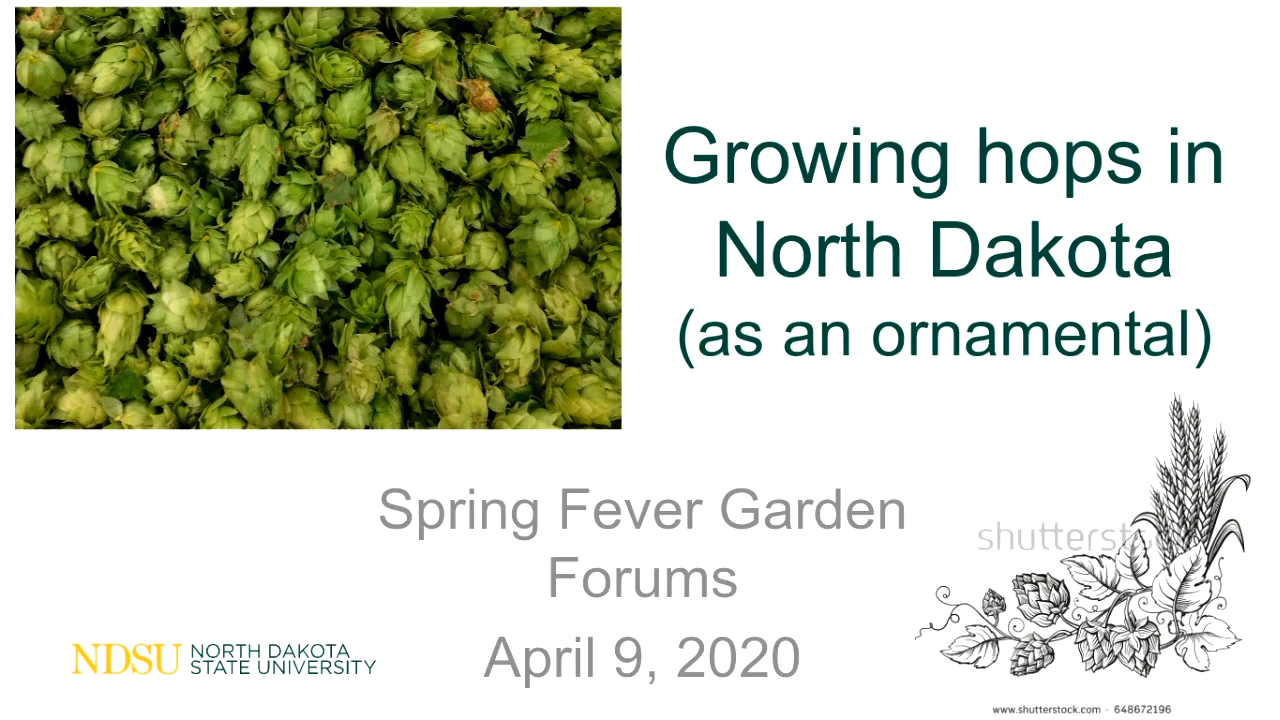 Growing hops in
North Dakota
(as an ornamental)
Spring Fever Garden
Forums
April 9, 2020
NDSU NORTH DAKOTA
STATE UNIVERSITY
shutterstock
www.shutterstock.com · 648672196